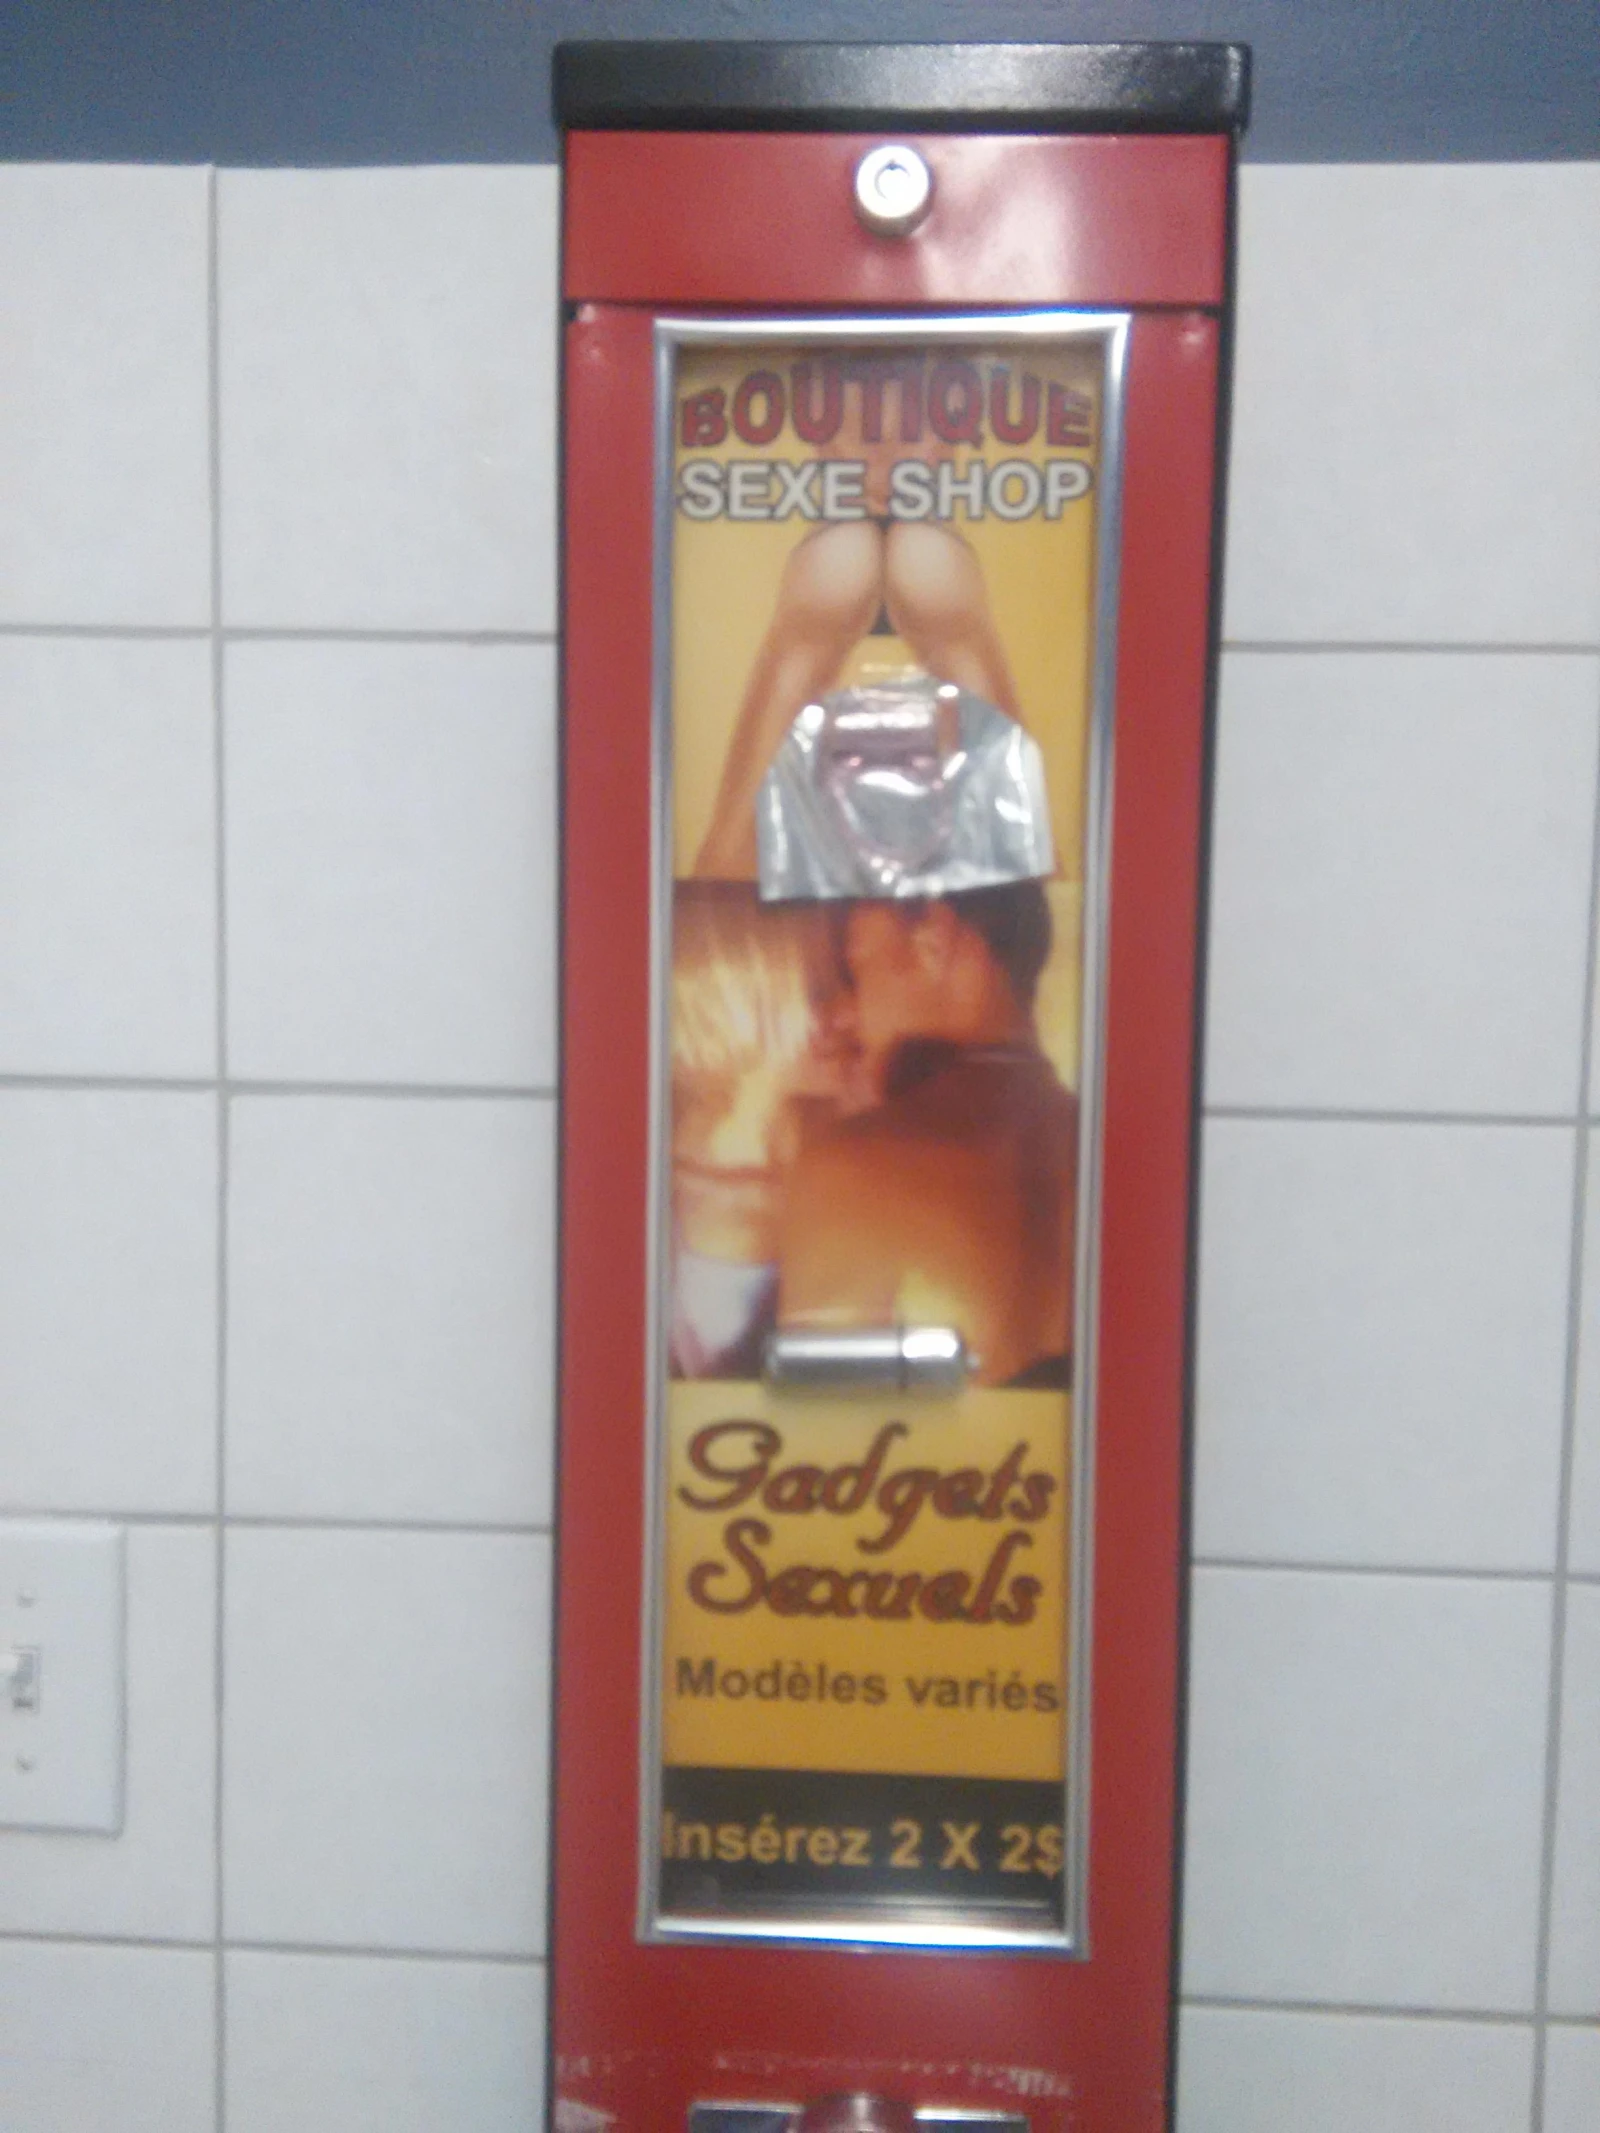 BOUTIQUE
SEXE SHOP
Gadgets
Sexuels
Modèles variés
Insérez 2 X 2$